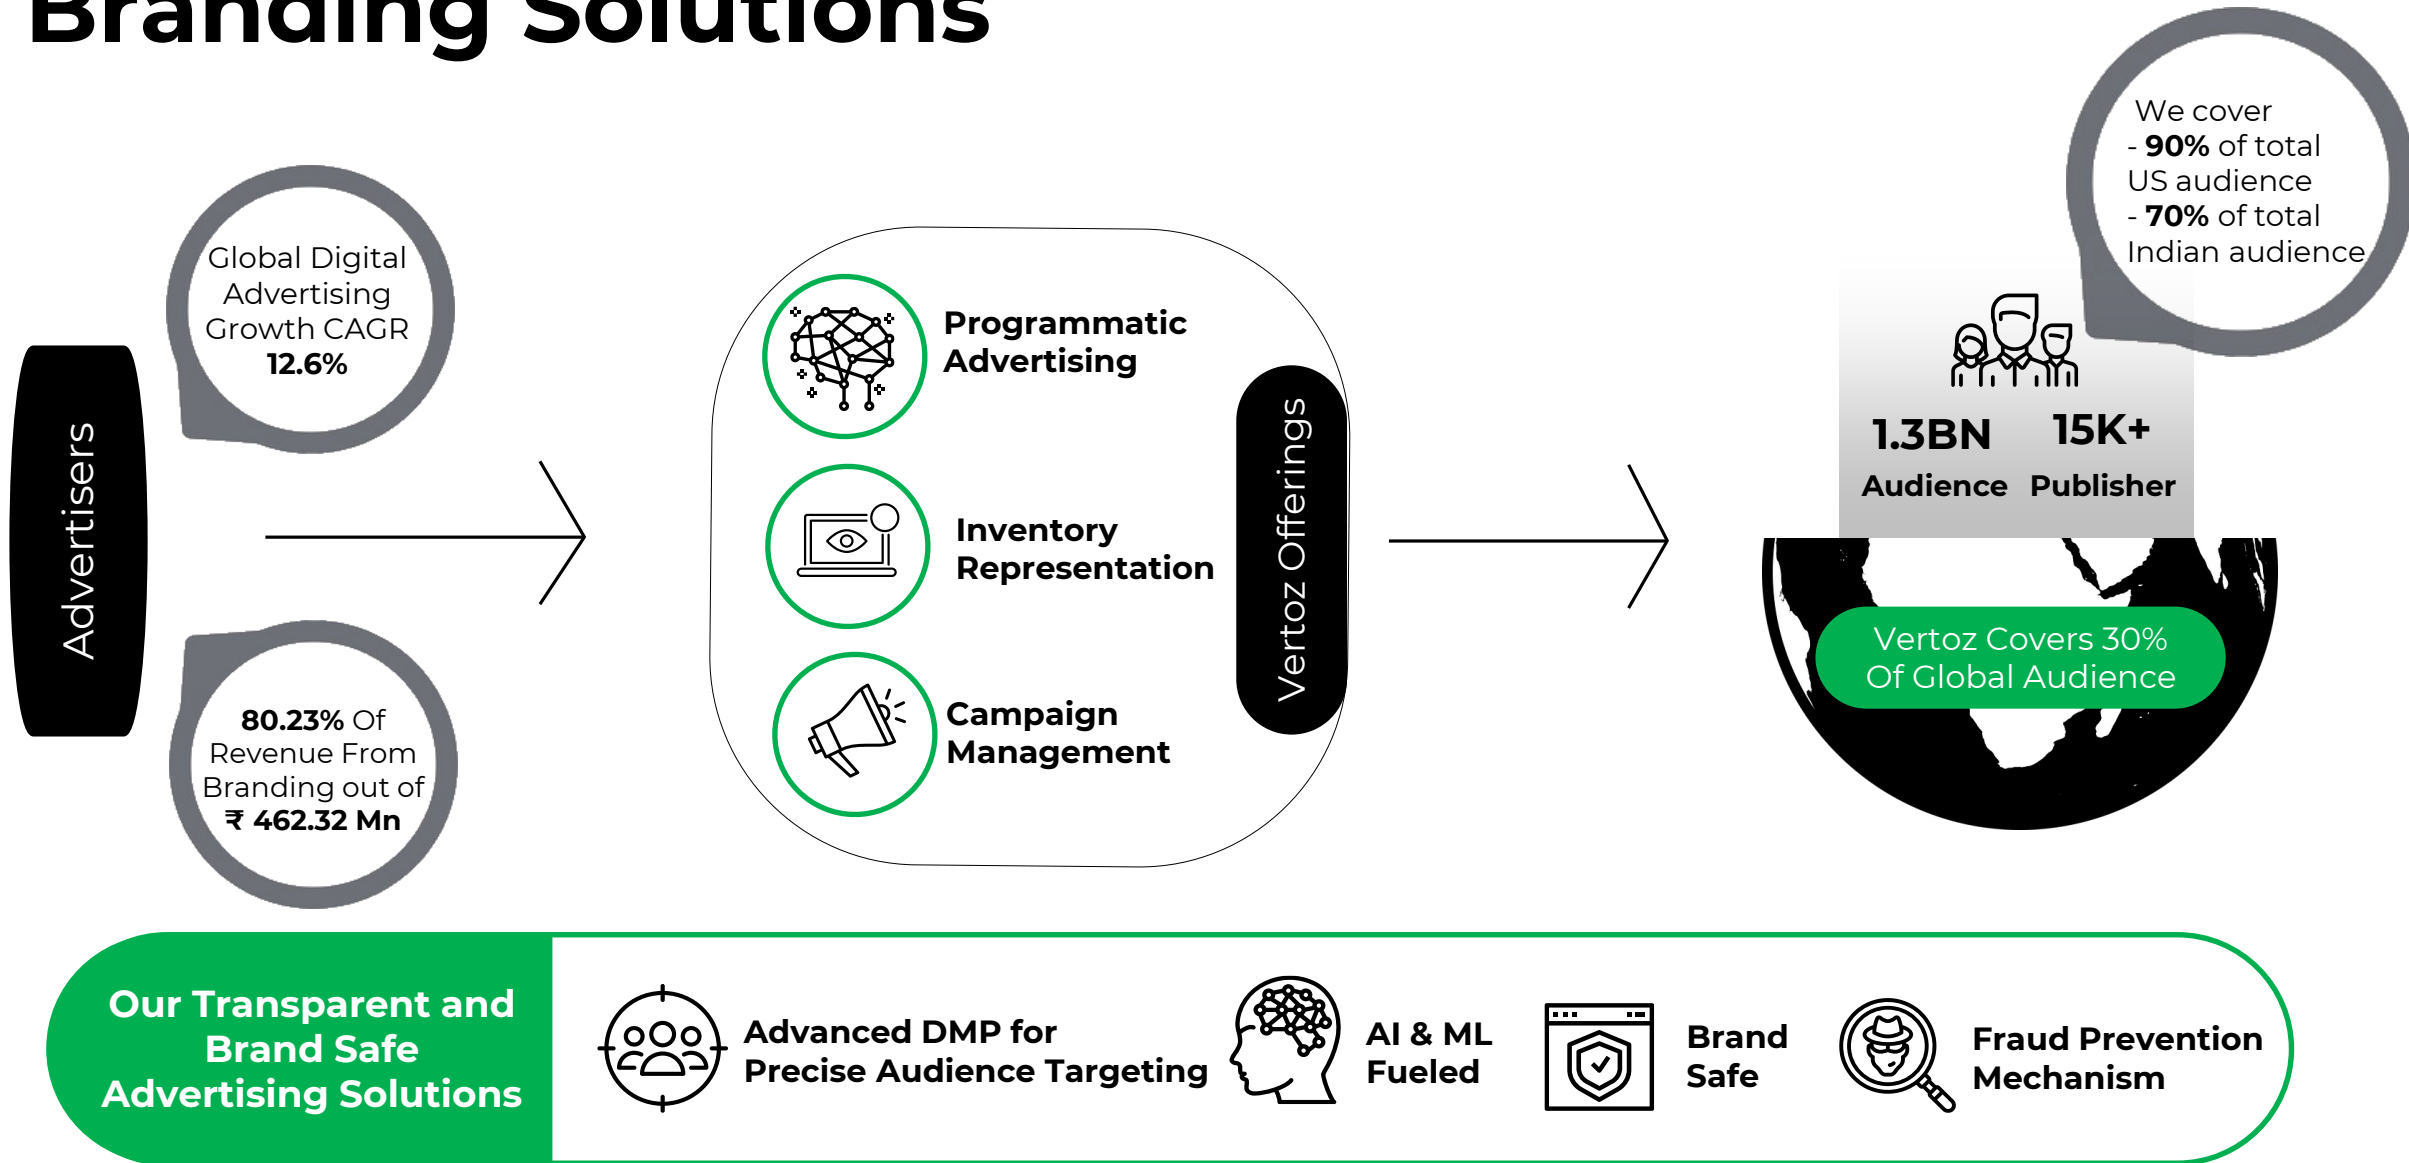 Branding Solutions
Advertisers
Global Digital
Advertising
Growth CAGR
12.6%
80.23% Of
Revenue From
Branding out of
₹ 462.32 Mn
Programmatic
Advertising
Inventory
Representation
Campaign
Management
Vertoz Offerings
We cover
- 90% of total
US audience
- 70% of total
Indian audience
1.3BN
Audience
15K+
Publisher
Vertoz Covers 30%
Of Global Audience
Our Transparent and
Brand Safe
Advertising Solutions
Advanced DMP for
Precise Audience Targeting
AI & ML
Fueled
Brand
Safe
Fraud Prevention
Mechanism